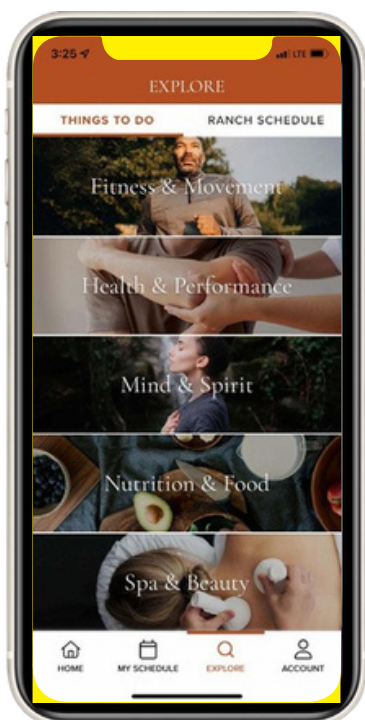 3:25 LTE
EXPLORE
THINGS TO DO RANCH SCHEDULE
Fitness & Movement
Health & Performance
Mind & Spirit
Nutrition & Food
Spa & Beauty
HOME MY SCHEDULE EXPLORE ACCOUNT